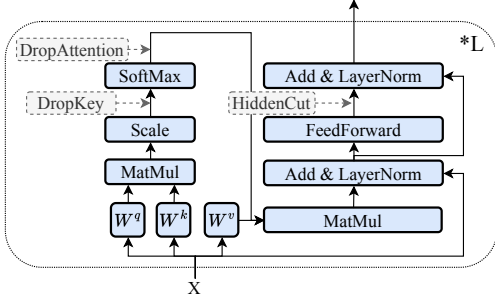 DropAttention
*L
SoftMax
Add & LayerNorm
DropKey
HiddenCut
Scale
FeedForward
MatMul
Add & LayerNorm
W^q
W^k
W^v
MatMul
X